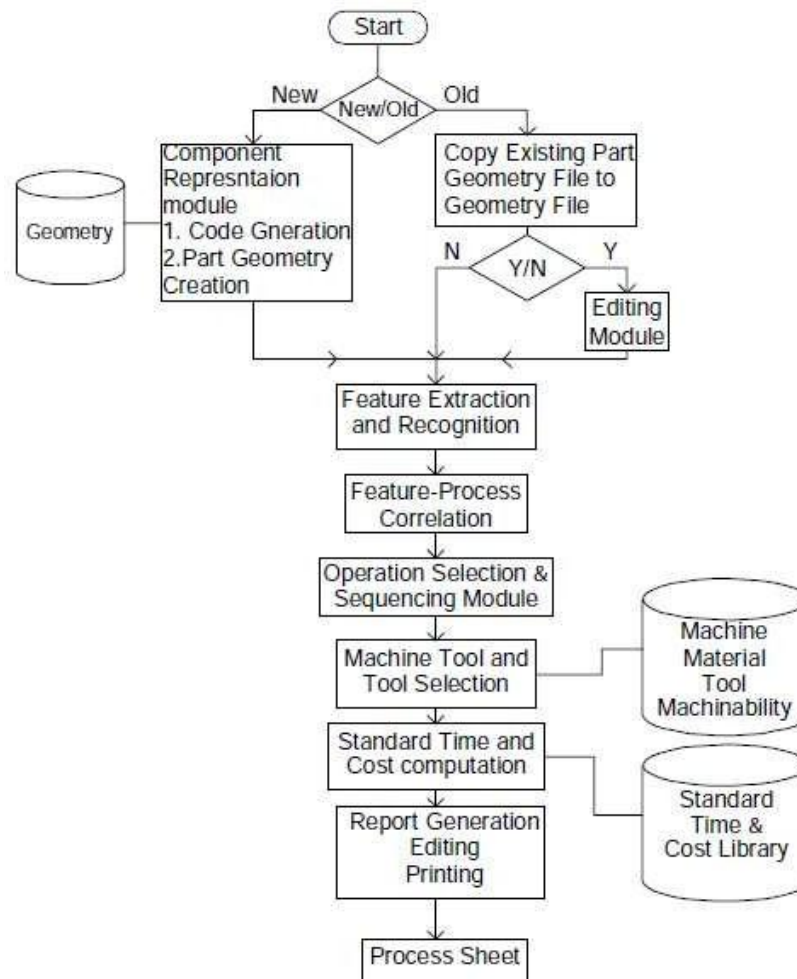 Start
New/Old
New
Old
Component
Represntaion
module
1. Code Gneration
2.Part Geometry
Creation
Geometry
Copy Existing Part
Geometry File to
Geometry File
N
Y/N
Y
Editing
Module
Feature Extraction
and Recognition
Feature-Process
Correlation
Operation Selection &
Sequencing Module
Machine Tool and
Tool Selection
Machine
Material
Tool
Machinability
Standard Time and
Cost computation
Standard
Time &
Cost Library
Report Generation
Editing
Printing
Process Sheet